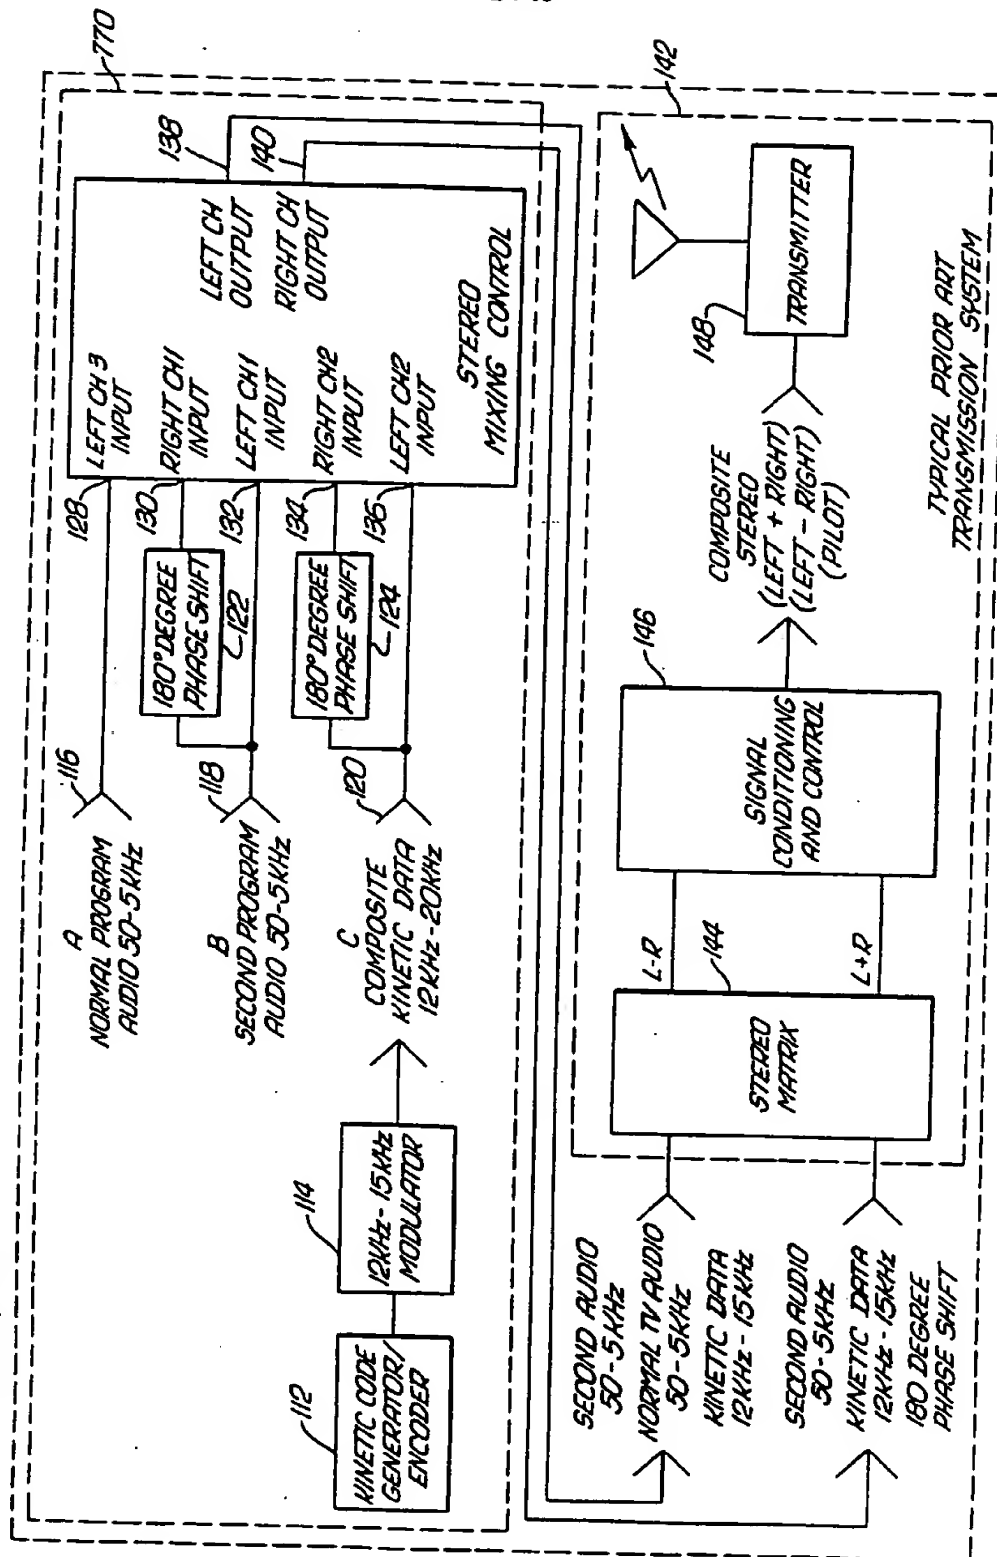 770
A
NORMAL PROGRAM
AUDIO 50-5KHz
116
B
SECOND PROGRAM
AUDIO 50-5KHz
118
C
COMPOSITE
KINETIC DATA
12KHz-20KHz
120
112
KINETIC CODE
GENERATOR/
ENCODER
114
12KHz-15KHz
MODULATOR
180° DEGREE
PHASE SHIFT
122
180° DEGREE
PHASE SHIFT
124
128
130
132
134
136
LEFT CH 3
INPUT
RIGHT CH1
INPUT
LEFT CH1
INPUT
RIGHT CH2
INPUT
LEFT CH2
INPUT
LEFT CH
OUTPUT
RIGHT CH
OUTPUT
STEREO
MIXING CONTROL
138
140
142
SECOND AUDIO
50-5KHz
NORMAL TV AUDIO
50-5KHz
KINETIC DATA
12KHz-15KHz
SECOND AUDIO
50-5KHz
KINETIC DATA
12KHz-15KHz
180 DEGREE
PHASE SHIFT
STEREO
MATRIX
144
L-R
L+R
146
SIGNAL
CONDITIONING
AND CONTROL
COMPOSITE
STEREO
(LEFT + RIGHT)
(LEFT - RIGHT)
(PILOT)
148
TRANSMITTER
TYPICAL PRIOR ART
TRANSMISSION SYSTEM